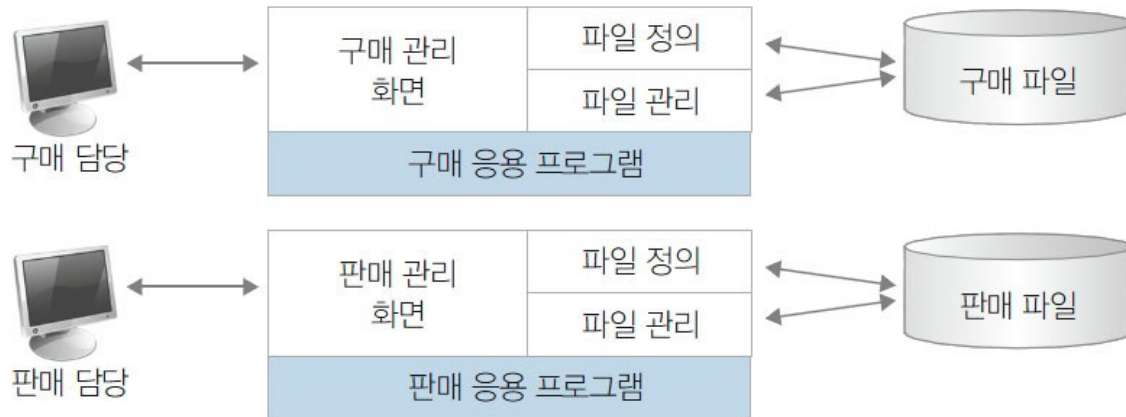 구매 담당
구매 관리
화면
파일 정의
파일 관리
구매 응용 프로그램
구매 파일
판매 담당
판매 관리
화면
파일 정의
파일 관리
판매 응용 프로그램
판매 파일